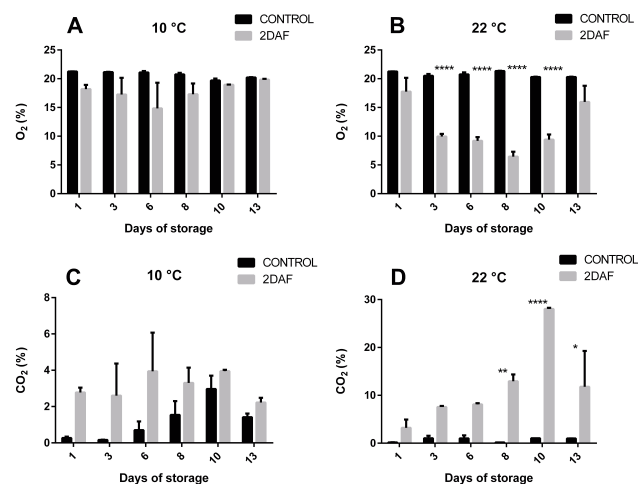 A
10 °C
CONTROL
2DAF
O2 (%)
25
20
15
10
5
0
1 3 6 8 10 13
Days of storage
B
22 °C
CONTROL
2DAF
O2 (%)
25
20
15
10
5
0
**** **** **** ****
1 3 6 8 10 13
Days of storage
C
10 °C
CONTROL
2DAF
CO2 (%)
8
6
4
2
0
1 3 6 8 10 13
Days of storage
D
22 °C
CONTROL
2DAF
CO2 (%)
30
20
10
0
** **** *
1 3 6 8 10 13
Days of storage